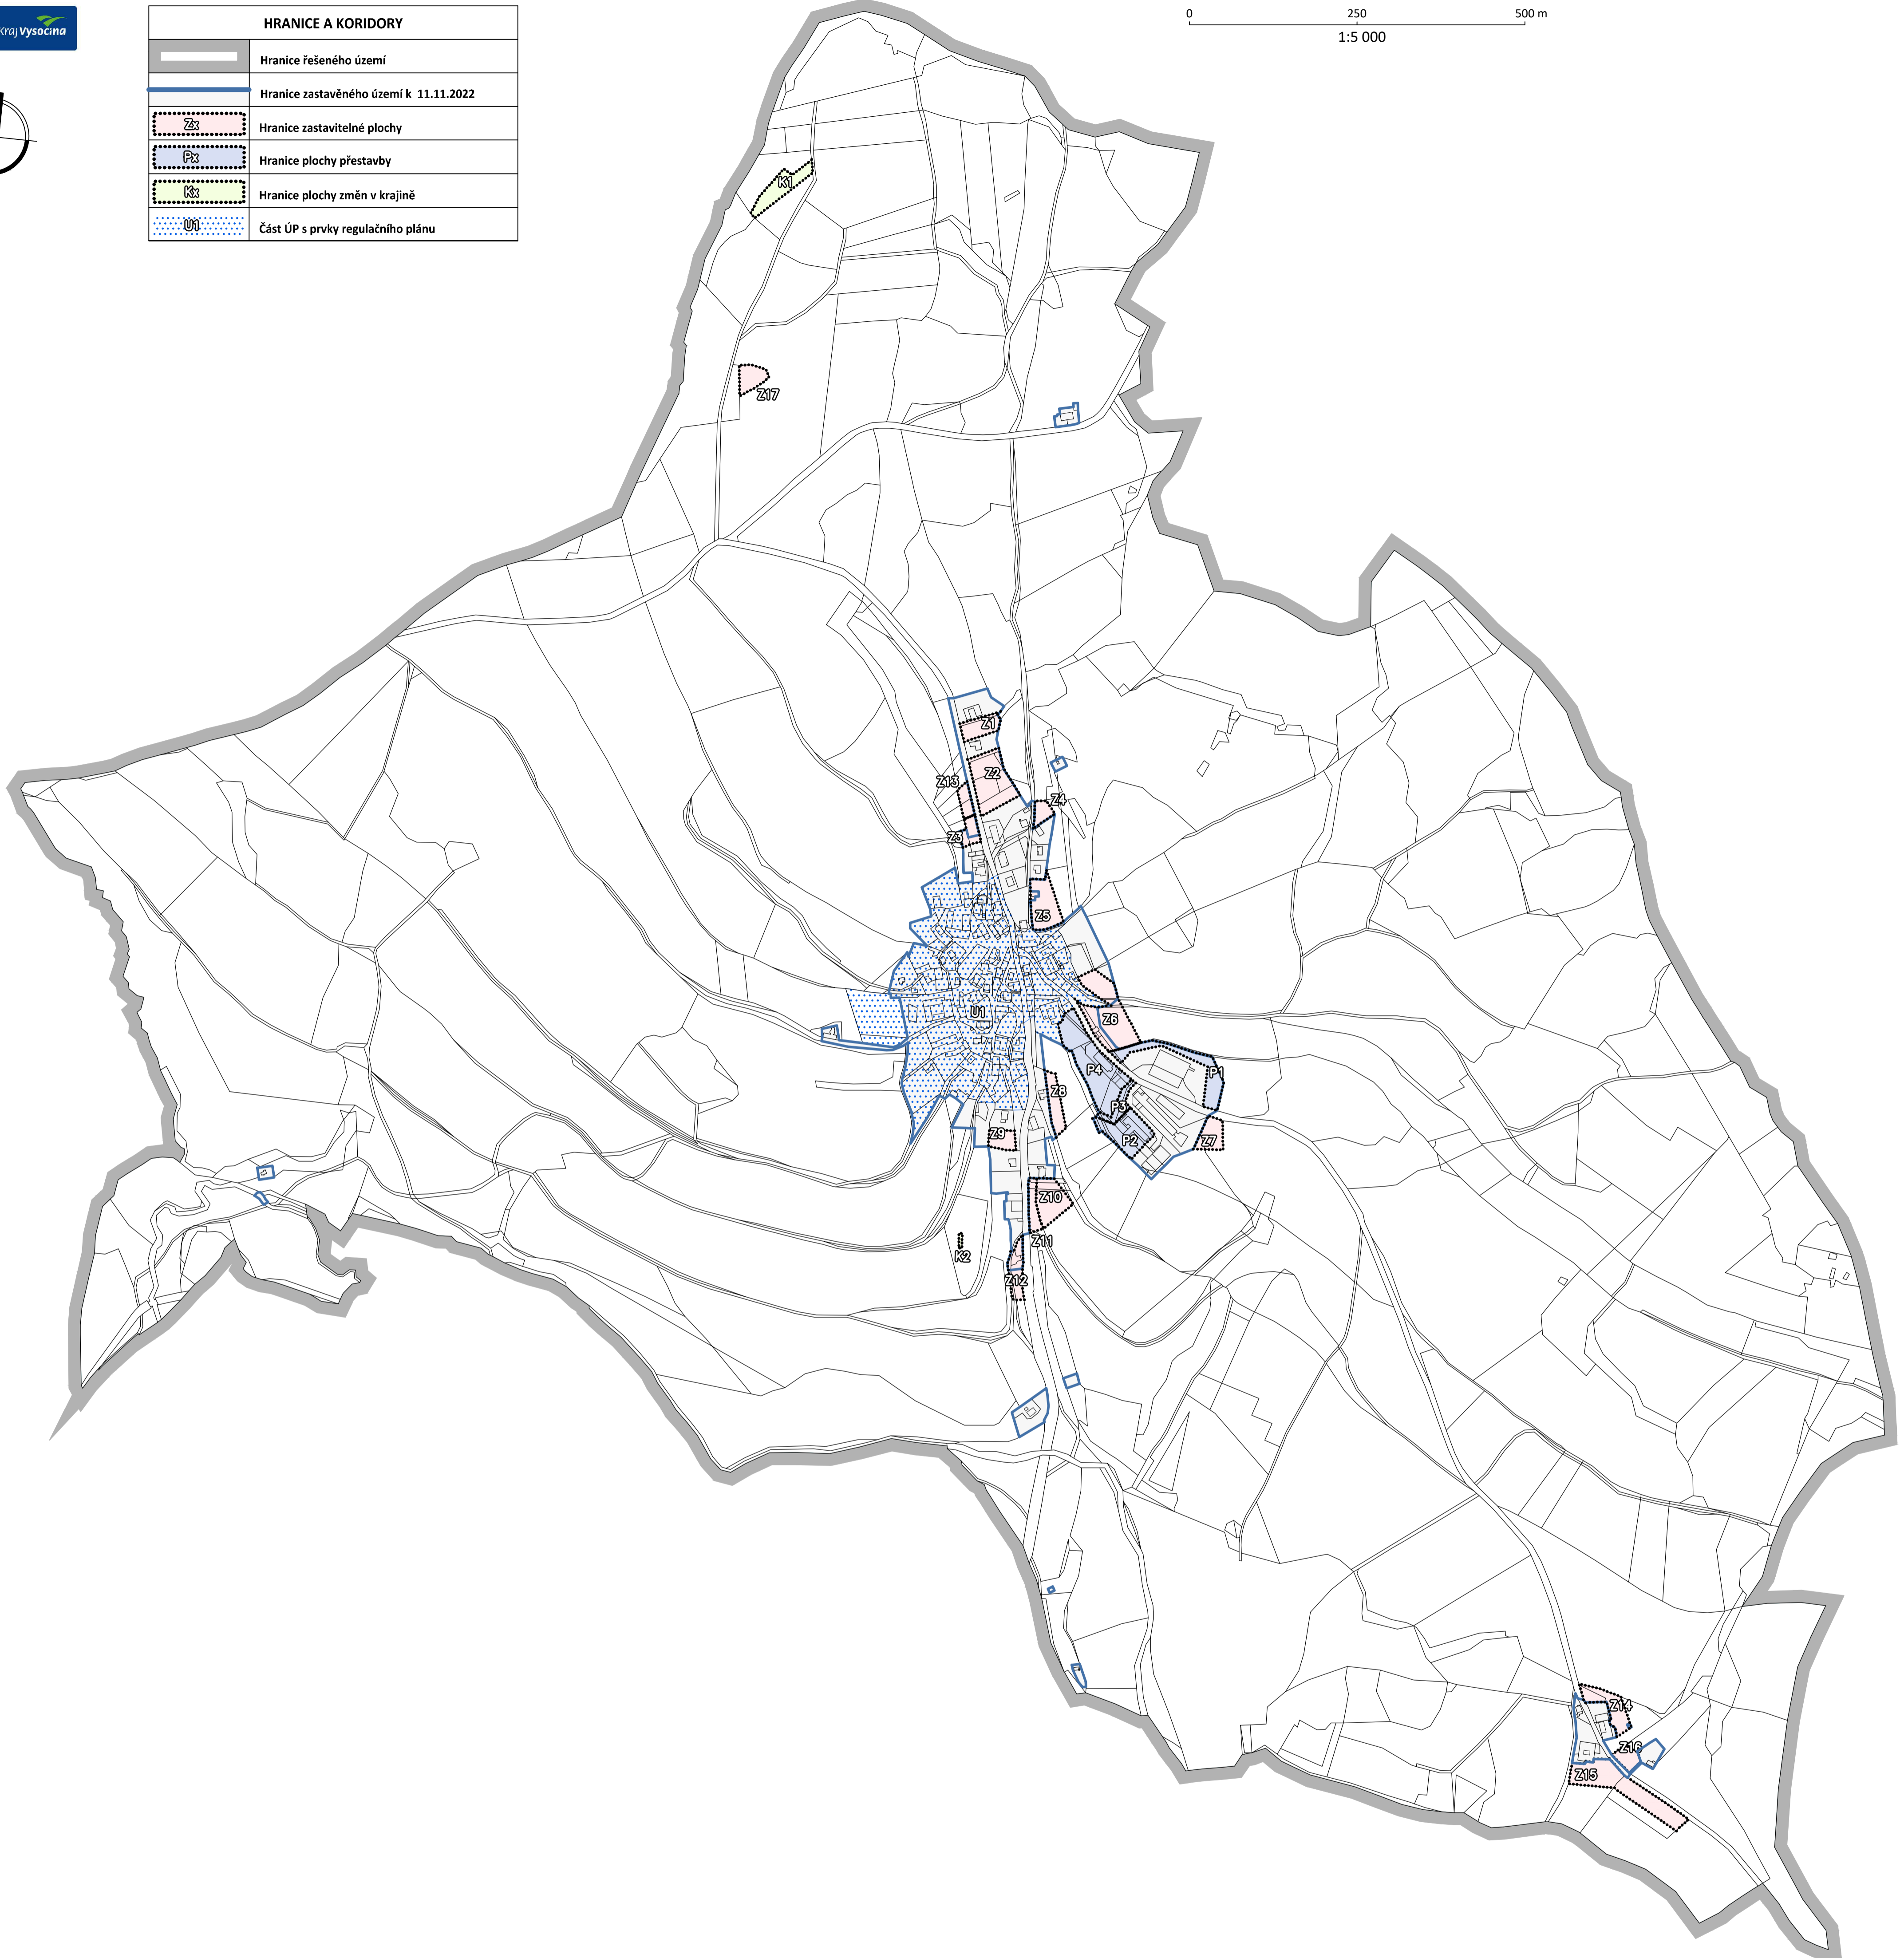 Kraj Vysočina
HRANICE A KORIDORY
Hranice řešeného území
Hranice zastavěného území k 11.11.2022
Zx
Hranice zastavitelné plochy
Px
Hranice plochy přestavby
Kx
Hranice plochy změn v krajině
U1
Část ÚP s prvky regulačního plánu
0 250 500 m
1:5 000
K1
Z17
Z1
Z2
Z13
Z4
Z3
Z5
U1
Z6
P4
P1
Z8
P3
Z9
P2
Z7
Z10
Z11
K2
Z12
Z14
Z16
Z15